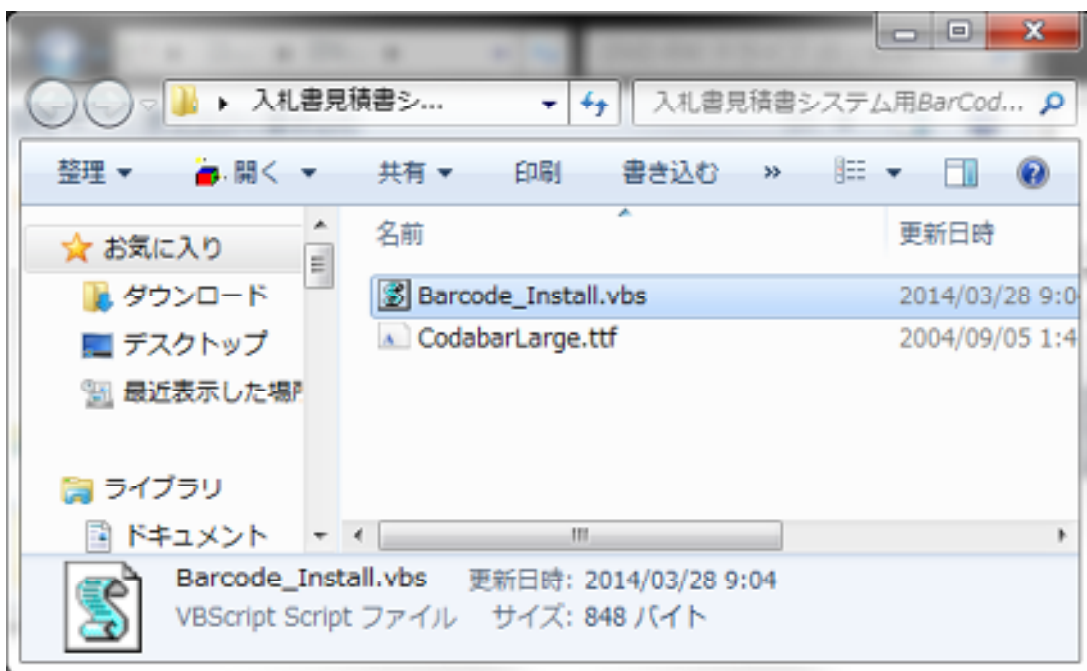 入札書見積書シ...
入札書見積書システム用BarCod...
整理 開く 共有 印刷 書き込む »
お気に入り
ダウンロード
デスクトップ
最近表示した場所
ライブラリ
ドキュメント
名前 更新日時
Barcode_Install.vbs 2014/03/28 9:0
CodabarLarge.ttf 2004/09/05 1:4
Barcode_Install.vbs 更新日時: 2014/03/28 9:04
VBScript Script ファイル サイズ: 848 バイト